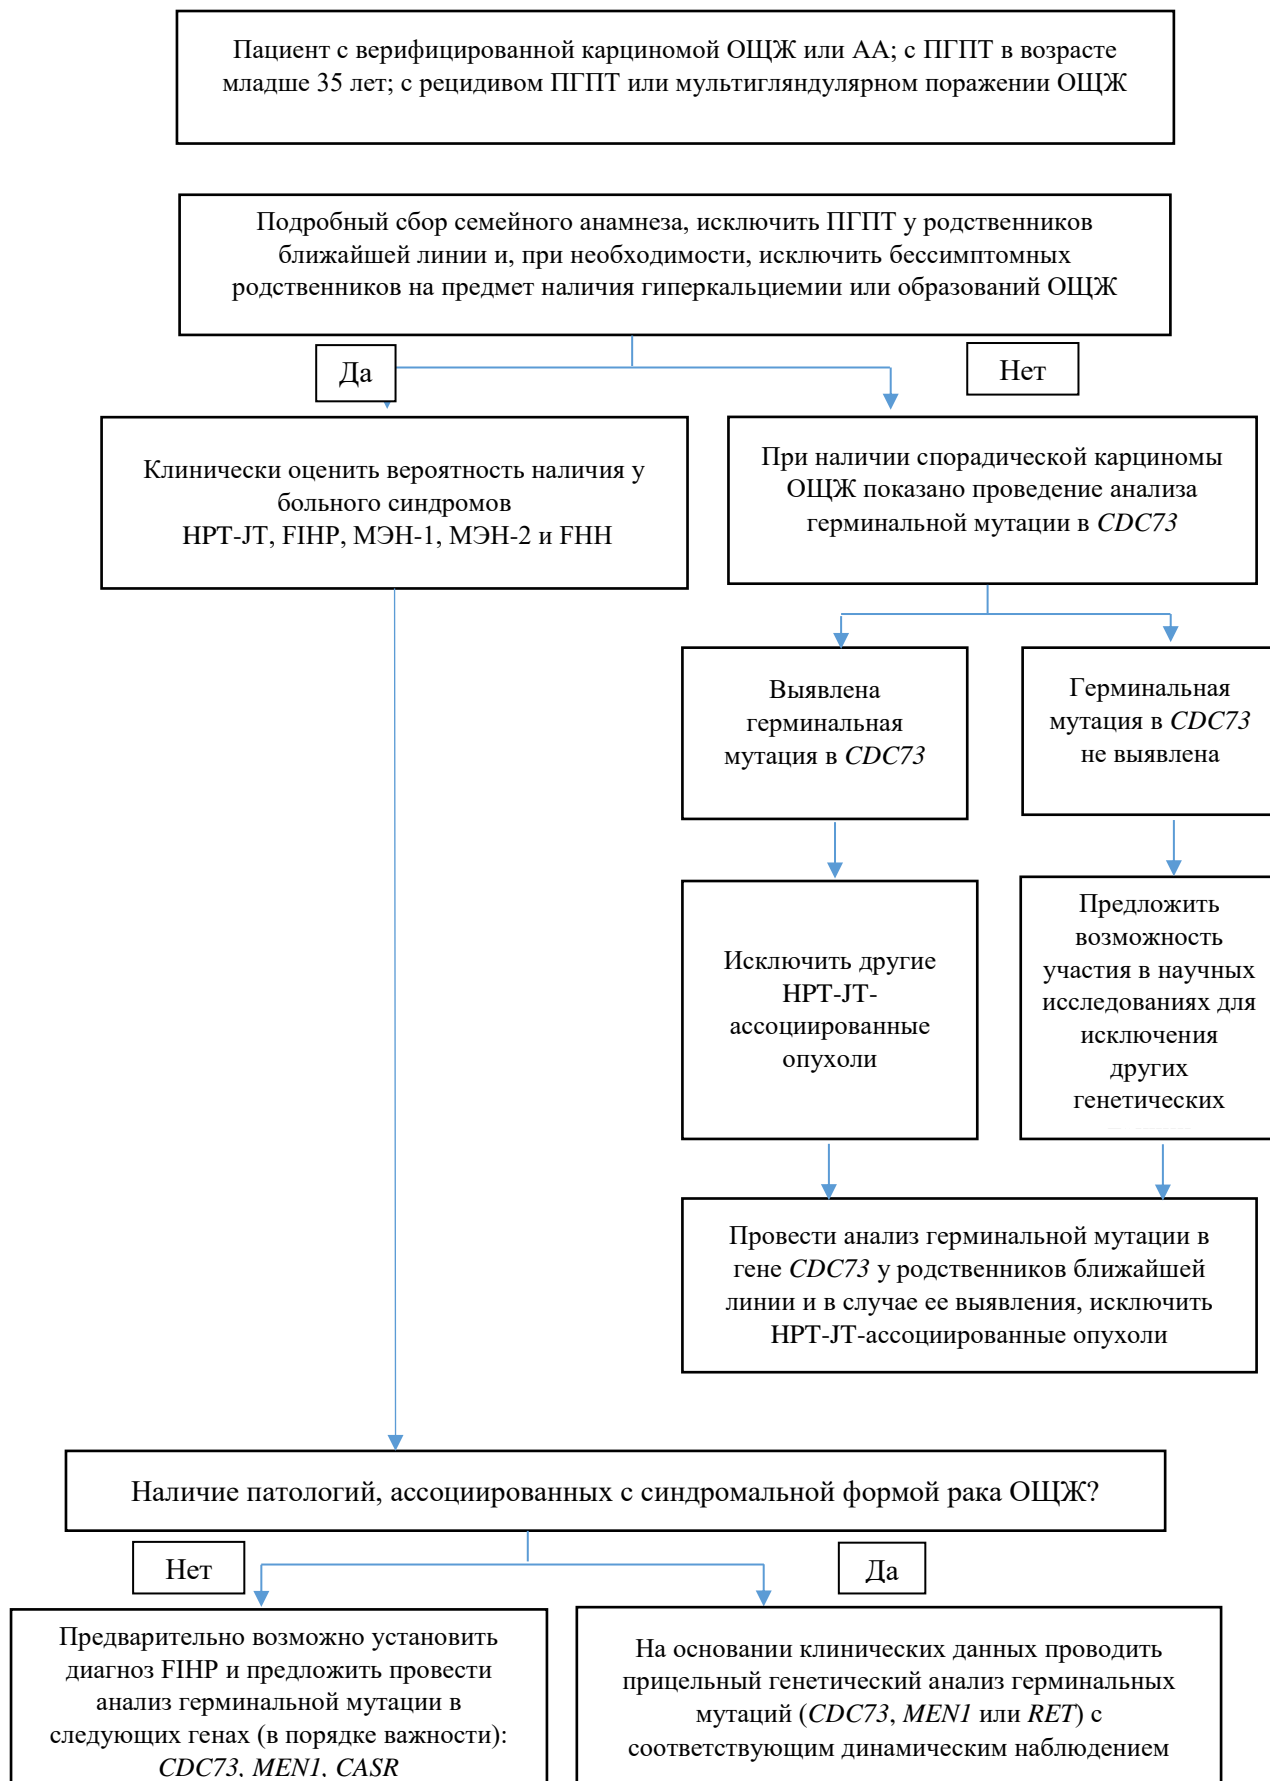 Пациент с верифицированной карциномой ОЩЖ или АА; с ПГПТ в возрасте
младше 35 лет; с рецидивом ПГПТ или мультигляндулярном поражении ОЩЖ
Подробный сбор семейного анамнеза, исключить ПГПТ у родственников
ближайшей линии и, при необходимости, исключить бессимптомных
родственников на предмет наличия гиперкальциемии или образований ОЩЖ
Да
Нет
Клинически оценить вероятность наличия у
больного синдромов
HPT-JT, FIHP, МЭН-1, МЭН-2 и FHH
При наличии спорадической карциномы
ОЩЖ показано проведение анализа
герминальной мутации в CDC73
Выявлена
герминальная
мутация в CDC73
Герминальная
мутация в CDC73
не выявлена
Исключить другие
HPT-JT-
ассоциированные
опухоли
Предложить
возможность
участия в научных
исследованиях для
исключения
других
генетических
Провести анализ герминальной мутации в
гене CDC73 у родственников ближайшей
линии и в случае ее выявления, исключить
HPT-JT-ассоциированные опухоли
Наличие патологий, ассоциированных с синдромальной формой рака ОЩЖ?
Нет
Да
Предварительно возможно установить
диагноз FIHP и предложить провести
анализ герминальной мутации в
следующих генах (в порядке важности):
CDC73, MEN1, CASR
На основании клинических данных проводить
прицельный генетический анализ герминальных
мутаций (CDC73, MEN1 или RET) с
соответствующим динамическим наблюдением